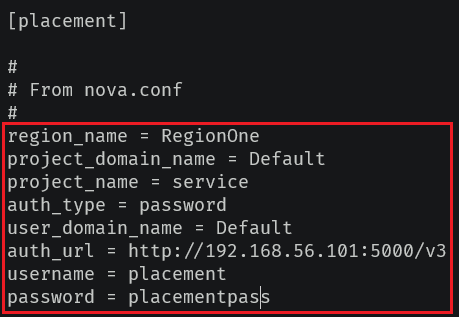 [placement]
#
# From nova.conf
#
region_name = RegionOne
project_domain_name = Default
project_name = service
auth_type = password
user_domain_name = Default
auth_url = http://192.168.56.101:5000/v3
username = placement
password = placementpass